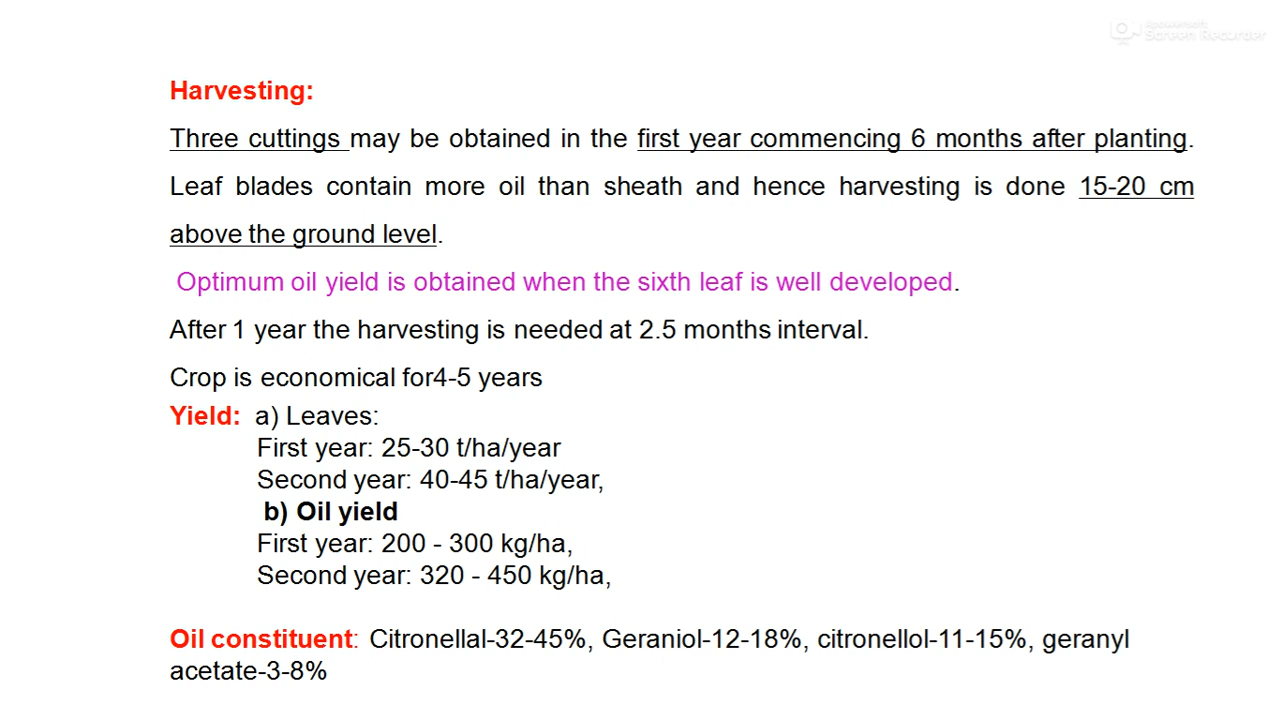 Apowersoft
Screen Recorder
Harvesting:
Three cuttings may be obtained in the first year commencing 6 months after planting.
Leaf blades contain more oil than sheath and hence harvesting is done 15-20 cm
above the ground level.
Optimum oil yield is obtained when the sixth leaf is well developed.
After 1 year the harvesting is needed at 2.5 months interval.
Crop is economical for4-5 years
Yield: a) Leaves:
First year: 25-30 t/ha/year
Second year: 40-45 t/ha/year,
b) Oil yield
First year: 200 - 300 kg/ha,
Second year: 320 - 450 kg/ha,
Oil constituent: Citronellal-32-45%, Geraniol-12-18%, citronellol-11-15%, geranyl
acetate-3-8%